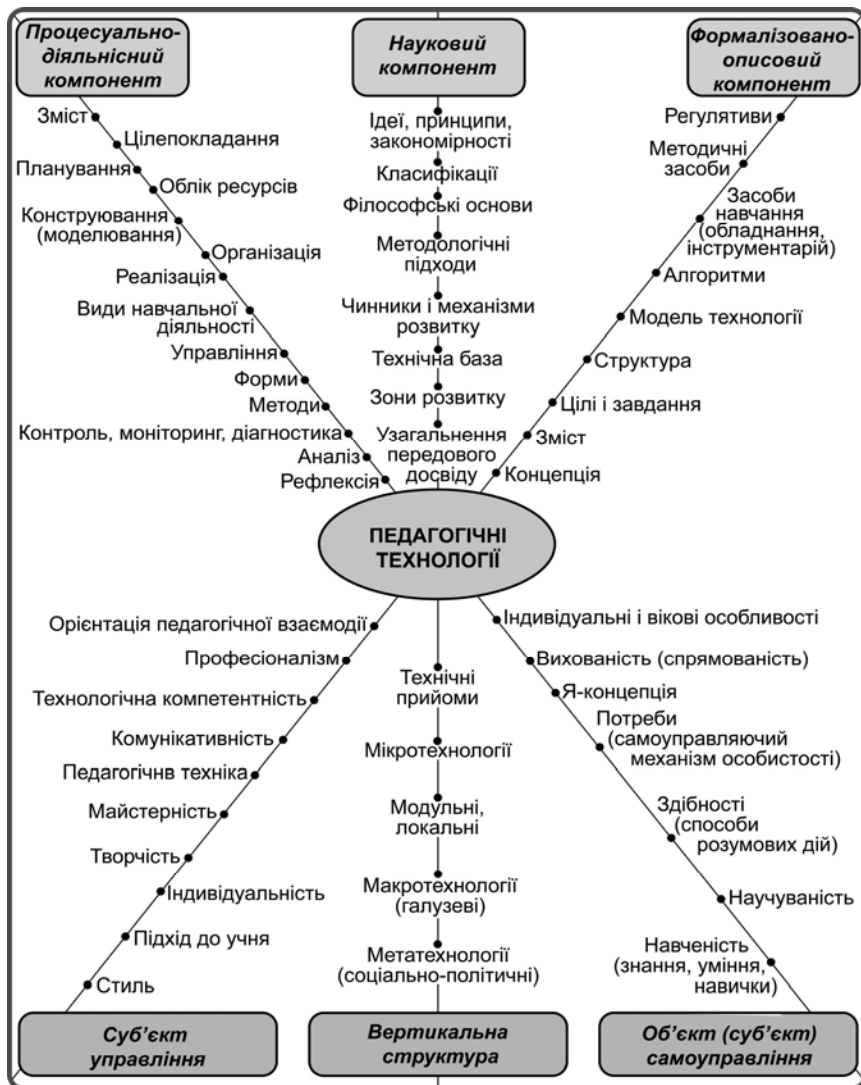 Процесуально-
діяльнісний
компонент
Науковий
компонент
Формалізовано-
описовий
компонент
Зміст
Цілепокладання
Планування
Облік ресурсів
Конструювання
(моделювання)
Організація
Реалізація
Види навчальної
діяльності
Управління
Форми
Методи
Контроль, моніторинг, діагностика
Аналіз
Рефлексія
Ідеї, принципи,
закономірності
Класифікації
Філософські основи
Методологічні
підходи
Чинники і механізми
розвитку
Технічна база
Зони розвитку
Узагальнення
передового
досвіду
Регулятиви
Методичні
засоби
Засоби
навчання
(обладнання,
інструментарій)
Алгоритми
Модель технології
Структура
Цілі і завдання
Зміст
Концепція
ПЕДАГОГІЧНІ
ТЕХНОЛОГІЇ
Орієнтація педагогічної взаємодії
Професіоналізм
Технологічна компетентність
Комунікативність
Педагогічнв техніка
Майстерність
Творчість
Індивідуальність
Підхід до учня
Стиль
Технічні
прийоми
Мікротехнології
Модульні,
локальні
Макротехнології
(галузеві)
Метатехнології
(соціально-політичні)
Індивідуальні і вікові особливості
Вихованість (спрямованість)
Я-концепція
Потреби
(самоуправляючий
механізм особистості)
Здібності
(способи
розумових дій)
Научуваність
Навченість
(знання, уміння,
навички)
Суб’єкт
управління
Вертикальна
структура
Об’єкт (суб’єкт)
самоуправління